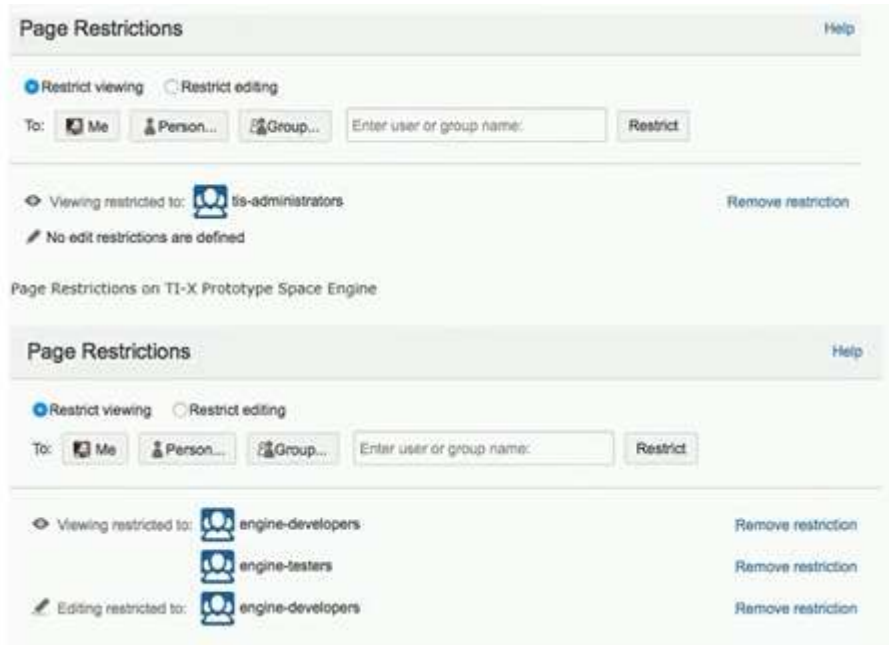 Page Restrictions Help
Restrict viewing Restrict editing
To: Me Person... Group... Enter user or group name: Restrict
Viewing restricted to: tis-administrators Remove restriction
No edit restrictions are defined
Page Restrictions on TI-X Prototype Space Engine
Page Restrictions Help
Restrict viewing Restrict editing
To: Me Person... Group... Enter user or group name: Restrict
Viewing restricted to: engine-developers Remove restriction
engine-testers Remove restriction
Editing restricted to: engine-developers Remove restriction